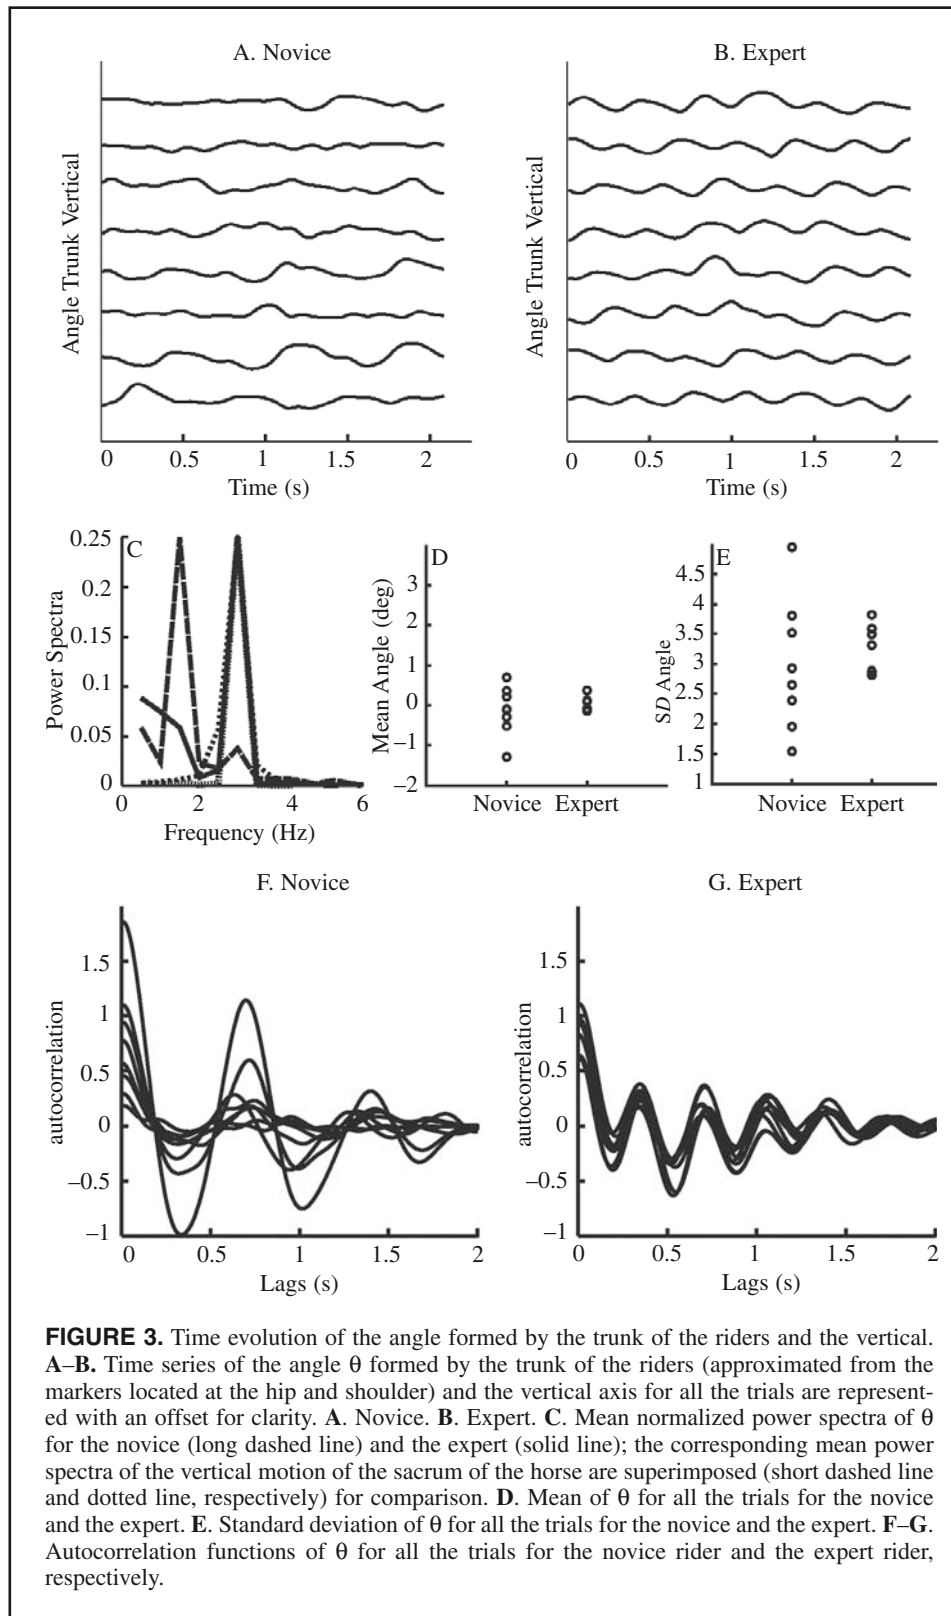 A. Novice
B. Expert
Angle Trunk Vertical
Angle Trunk Vertical
0 0.5 1 1.5 2
0 0.5 1 1.5 2
Time (s)
Time (s)
C
0.25
0.2
0.15
0.1
0.05
0
Power Spectra
0 2 4 6
Frequency (Hz)
D
3
2
1
0
–1
–2
Mean Angle (deg)
Novice Expert
E
4.5
4
3.5
3
2.5
2
1.5
1
SD Angle
Novice Expert
F. Novice
G. Expert
1.5
1
0.5
0
–0.5
–1
autocorrelation
0 0.5 1 1.5 2
Lags (s)
1.5
1
0.5
0
–0.5
–1
autocorrelation
0 0.5 1 1.5 2
Lags (s)
FIGURE 3. Time evolution of the angle formed by the trunk of the riders and the vertical.
A–B. Time series of the angle θ formed by the trunk of the riders (approximated from the
markers located at the hip and shoulder) and the vertical axis for all the trials are represent-
ed with an offset for clarity. A. Novice. B. Expert. C. Mean normalized power spectra of θ
for the novice (long dashed line) and the expert (solid line); the corresponding mean power
spectra of the vertical motion of the sacrum of the horse are superimposed (short dashed line
and dotted line, respectively) for comparison. D. Mean of θ for all the trials for the novice
and the expert. E. Standard deviation of θ for all the trials for the novice and the expert. F–G.
Autocorrelation functions of θ for all the trials for the novice rider and the expert rider,
respectively.